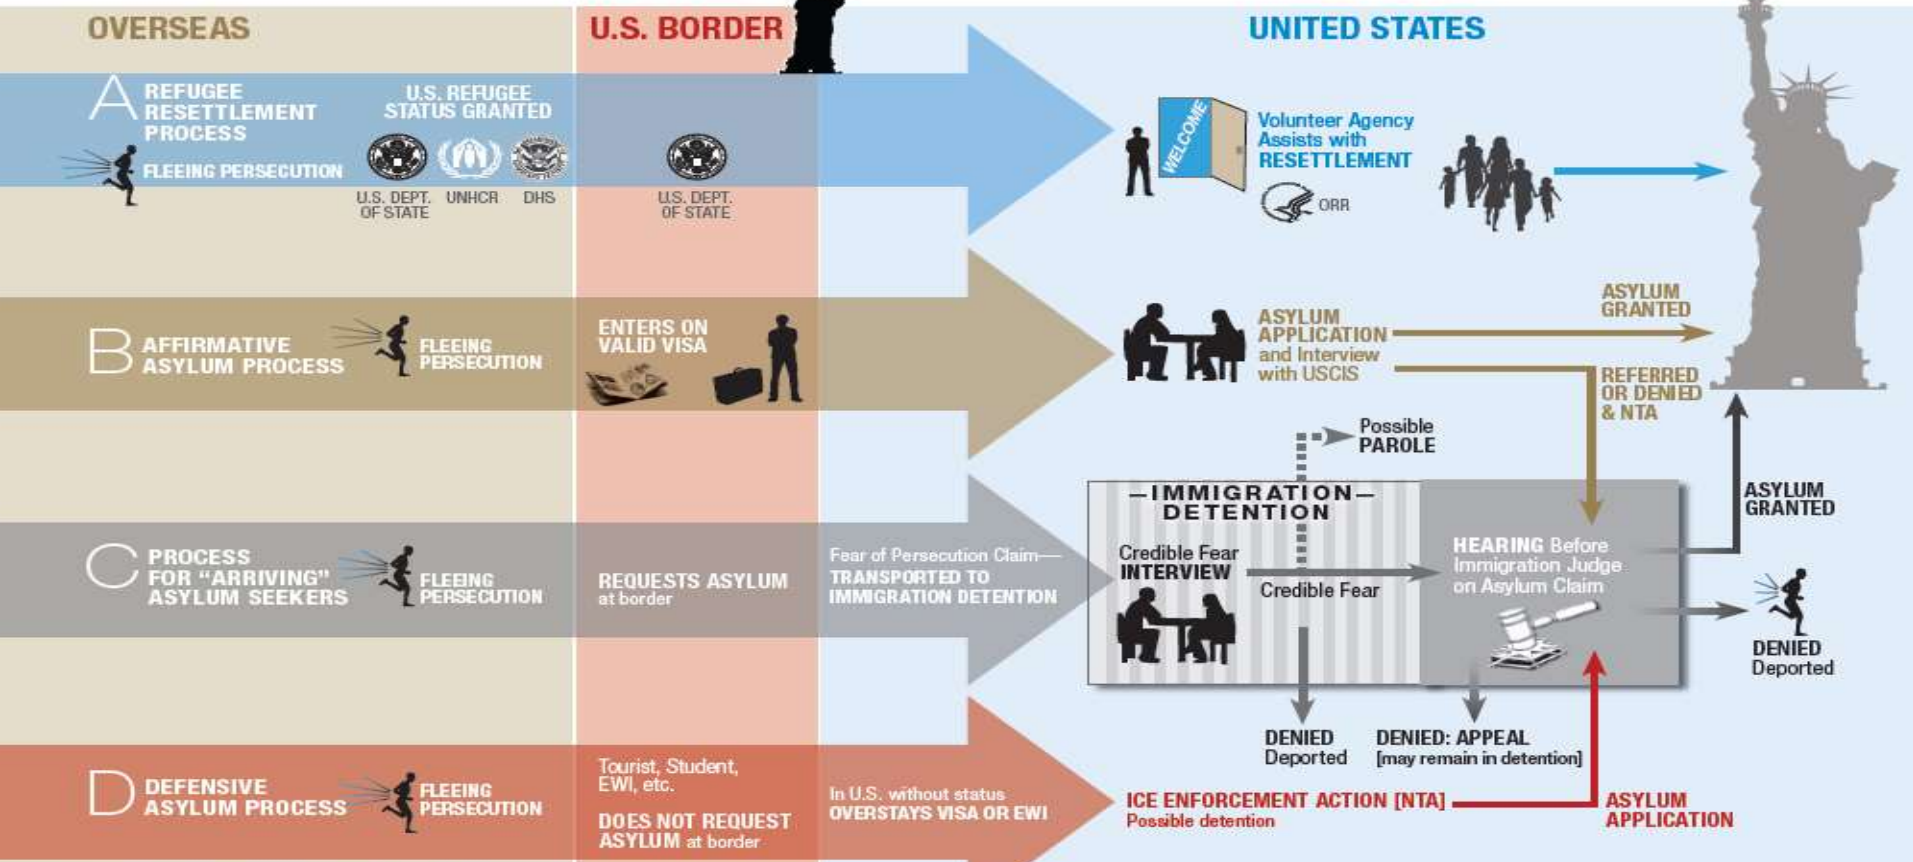 OVERSEAS
U.S. BORDER
UNITED STATES
A REFUGEE
RESETTLEMENT
PROCESS
FLEEING PERSECUTION
U.S. REFUGEE
STATUS GRANTED
U.S. DEPT.
OF STATE
UNHCR
DHS
U.S. DEPT.
OF STATE
WELCOME
Volunteer Agency
Assists with
RESETTLEMENT
ORR
B AFFIRMATIVE
ASYLUM PROCESS
FLEEING
PERSECUTION
ENTERS ON
VALID VISA
ASYLUM
APPLICATION
and Interview
with USCIS
ASYLUM
GRANTED
REFERRED
OR DENIED
& NTA
Possible
PAROLE
C PROCESS
FOR “ARRIVING”
ASYLUM SEEKERS
FLEEING
PERSECUTION
REQUESTS ASYLUM
at border
Fear of Persecution Claim—
TRANSPORTED TO
IMMIGRATION DETENTION
—IMMIGRATION—
DETENTION
Credible Fear
INTERVIEW
Credible Fear
HEARING Before
Immigration Judge
on Asylum Claim
ASYLUM
GRANTED
DENIED
Deported
DENIED
Deported
DENIED: APPEAL
[may remain in detention]
D DEFENSIVE
ASYLUM PROCESS
FLEEING
PERSECUTION
Tourist, Student,
EWI, etc.
DOES NOT REQUEST
ASYLUM at border
In U.S. without status
OVERSTAYS VISA OR EWI
ICE ENFORCEMENT ACTION [NTA]
Possible detention
ASYLUM
APPLICATION